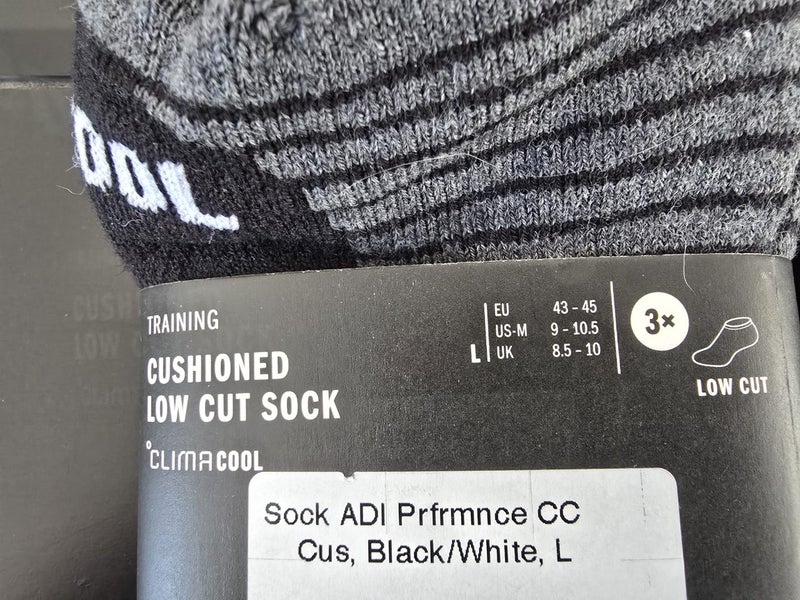 OOL
TRAINING
CUSHIONED
LOW CUT SOCK
°CLIMACOOL
L
EU 43 - 45
US-M 9 - 10.5
UK 8.5 - 10
3×
LOW CUT
Sock ADI Prfrmnce CC
Cus, Black/White, L